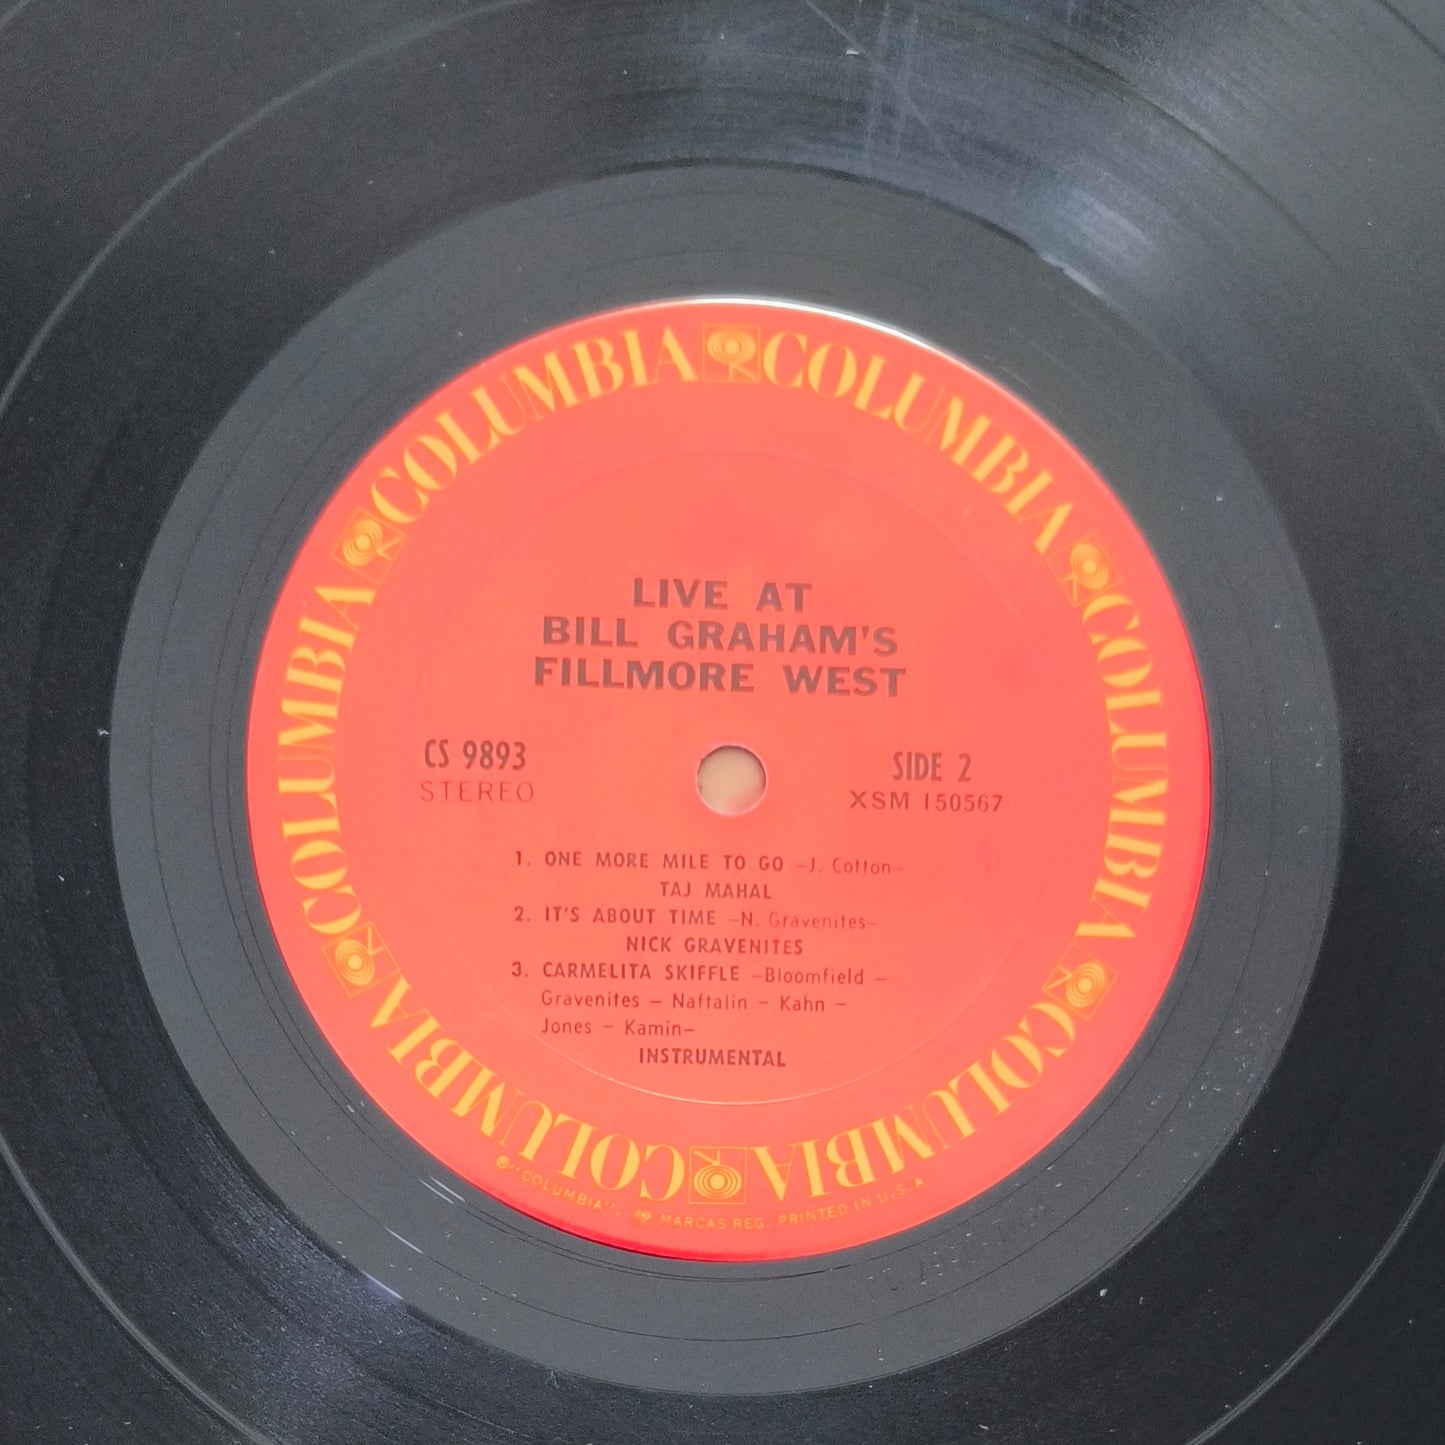 COLUMBIA COLUMBIA COLUMBIA COLUMBIA COLUMBIA COLUMBIA
LIVE AT
BILL GRAHAM'S
FILLMORE WEST
CS 9893
STEREO
SIDE 2
XSM 150567
1. ONE MORE MILE TO GO –J. Cotton–
TAJ MAHAL
2. IT'S ABOUT TIME –N. Gravenites–
NICK GRAVENITES
3. CARMELITA SKIFFLE –Bloomfield –
Gravenites – Naftalin – Kahn –
Jones – Kamin–
INSTRUMENTAL
®"COLUMBIA", MARCAS REG. PRINTED IN U.S.A.